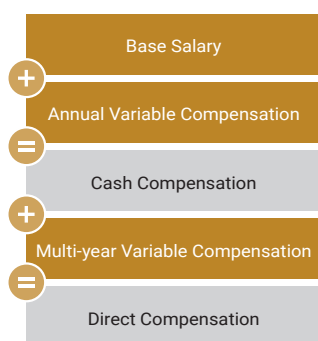 Base Salary
+
Annual Variable Compensation
=
Cash Compensation
+
Multi-year Variable Compensation
=
Direct Compensation